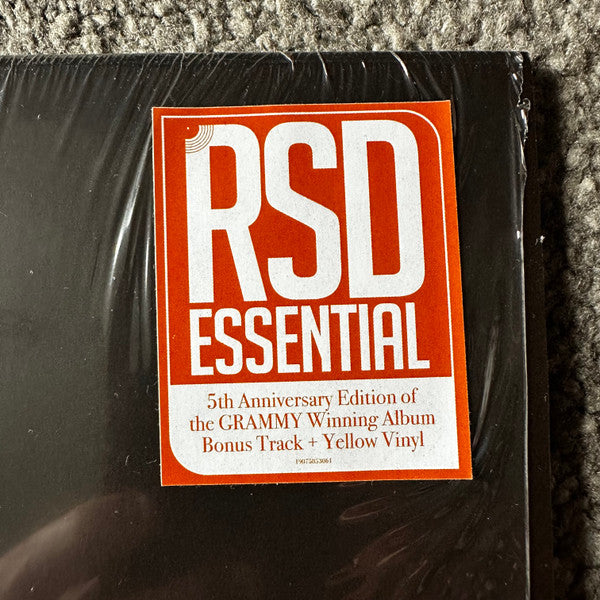 RSD
ESSENTIAL
5th Anniversary Edition of
the GRAMMY Winning Album
Bonus Track + Yellow Vinyl